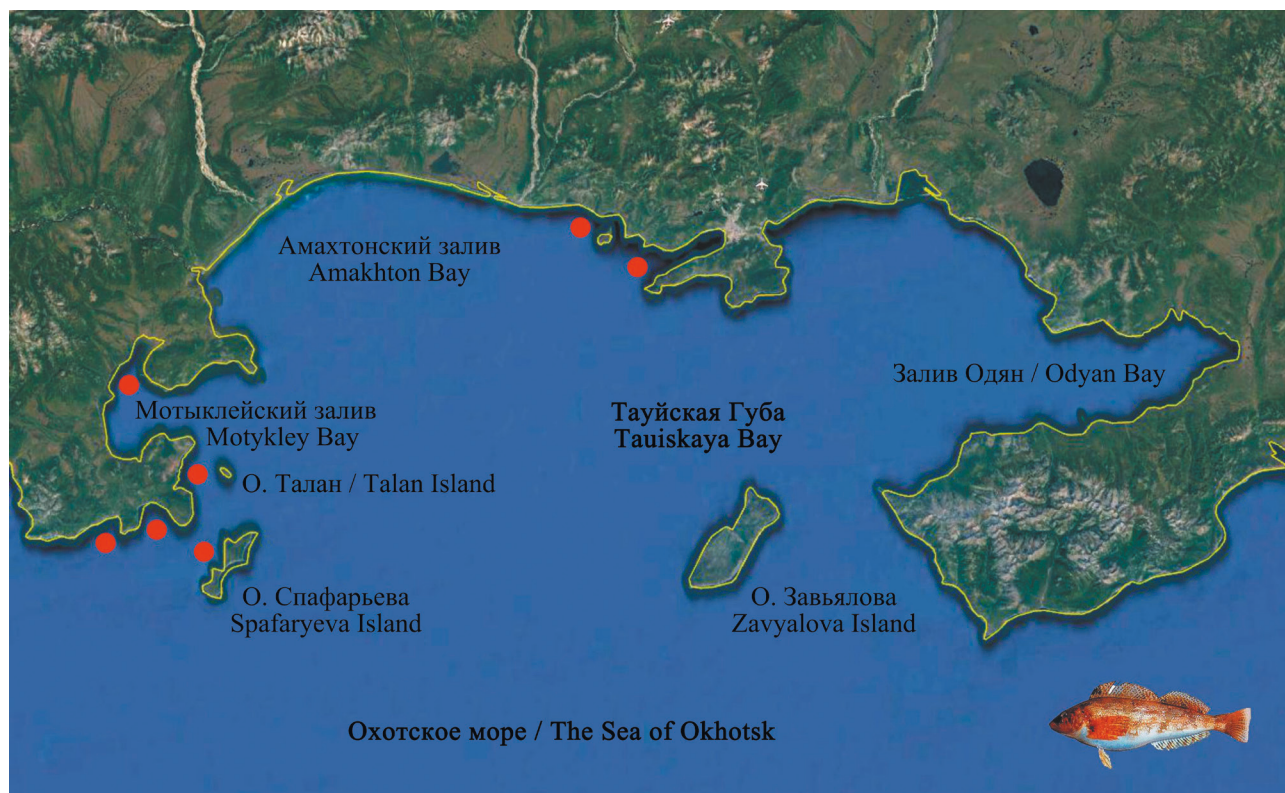 Амахтонский залив
Amakhton Bay
Залив Одян / Odyan Bay
Мотыклейский залив
Motykley Bay
Тауйская Губа
Tauiskaya Bay
О. Талан / Talan Island
О. Спафарьева
Spafaryeva Island
О. Завьялова
Zavyalova Island
Охотское море / The Sea of Okhotsk